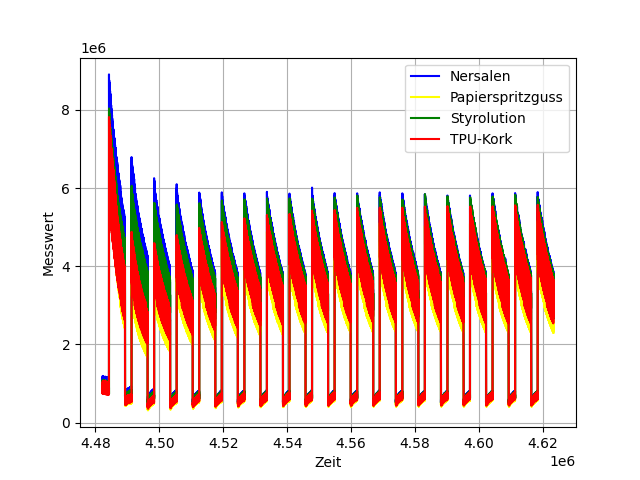 1e6
Nersalen
Papierspritzguss
Styrolution
TPU-Kork
8
6
4
2
0
Messwert
4.48 4.50 4.52 4.54 4.56 4.58 4.60 4.62
Zeit
1e6